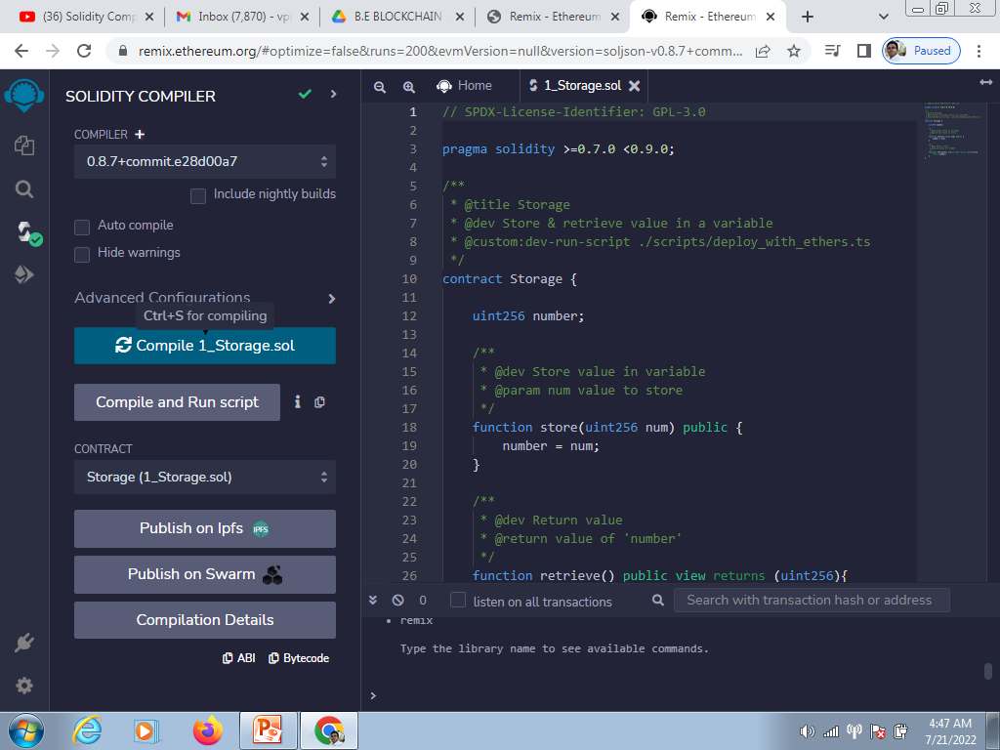 (36) Solidity Comp
Inbox (7,870) - vp
B.E BLOCKCHAIN
Remix - Ethereum
Remix - Ethereum
remix.ethereum.org/#optimize=false&runs=200&evmVersion=null&version=soljson-v0.8.7+comm...
Paused
SOLIDITY COMPILER
COMPILER +
0.8.7+commit.e28d00a7
Include nightly builds
Auto compile
Hide warnings
Advanced Configurations
Ctrl+S for compiling
Compile 1_Storage.sol
Compile and Run script
CONTRACT
Storage (1_Storage.sol)
Publish on Ipfs IPFS
Publish on Swarm
Compilation Details
ABI Bytecode
Home
1_Storage.sol
1 // SPDX-License-Identifier: GPL-3.0
2
3 pragma solidity >=0.7.0 <0.9.0;
4
5 /**
6 * @title Storage
7 * @dev Store & retrieve value in a variable
8 * @custom:dev-run-script ./scripts/deploy_with_ethers.ts
9 */
10 contract Storage {
11
12 uint256 number;
13
14 /**
15 * @dev Store value in variable
16 * @param num value to store
17 */
18 function store(uint256 num) public {
19 number = num;
20 }
21
22 /**
23 * @dev Return value
24 * @return value of 'number'
25 */
26 function retrieve() public view returns (uint256){
0 listen on all transactions
Search with transaction hash or address
• remix
Type the library name to see available commands.
>
4:47 AM
7/21/2022